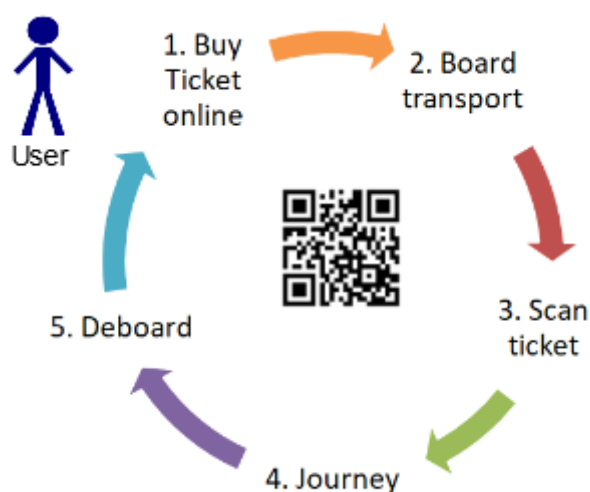 1. Buy
Ticket
online
2. Board
transport
User
3. Scan
ticket
5. Deboard
4. Journey